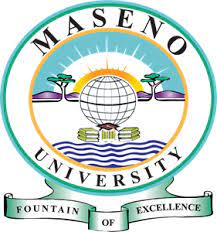 MASENO
UNIVERSITY
FOUNTAIN OF EXCELLENCE